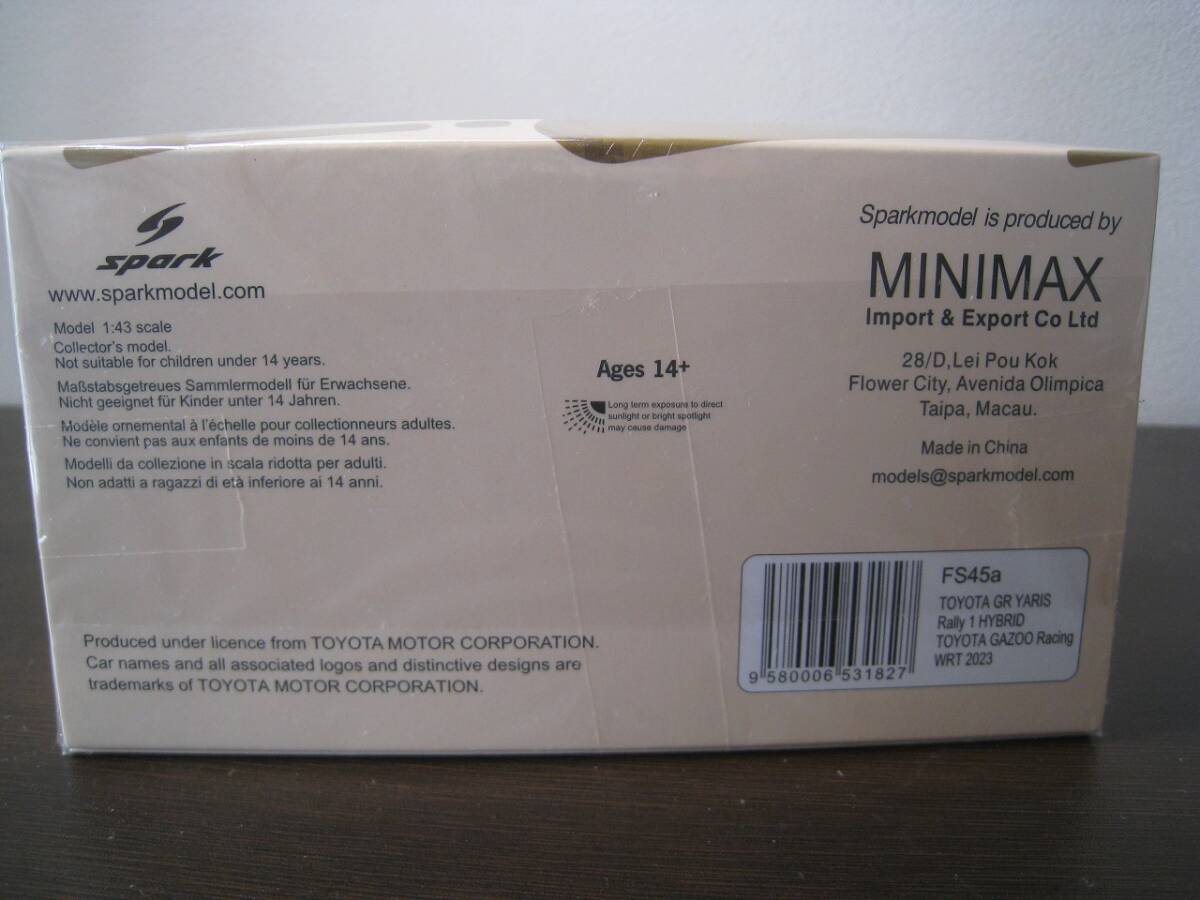 spark
www.sparkmodel.com
Model 1:43 scale
Collector's model.
Not suitable for children under 14 years.
Maßstabsgetreues Sammlermodell für Erwachsene.
Nicht geeignet für Kinder unter 14 Jahren.
Modèle ornemental à l'échelle pour collectionneurs adultes.
Ne convient pas aux enfants de moins de 14 ans.
Modelli da collezione in scala ridotta per adulti.
Non adatti a ragazzi di età inferiore ai 14 anni.
Ages 14+
Long term exposure to direct
sunlight or bright spotlight
may cause damage
Sparkmodel is produced by
MINIMAX
Import & Export Co Ltd
28/D,Lei Pou Kok
Flower City, Avenida Olimpica
Taipa, Macau.
Made in China
models@sparkmodel.com
Produced under licence from TOYOTA MOTOR CORPORATION.
Car names and all associated logos and distinctive designs are
trademarks of TOYOTA MOTOR CORPORATION.
FS45a
TOYOTA GR YARIS
Rally 1 HYBRID
TOYOTA GAZOO Racing
WRT 2023
9 580006 531827